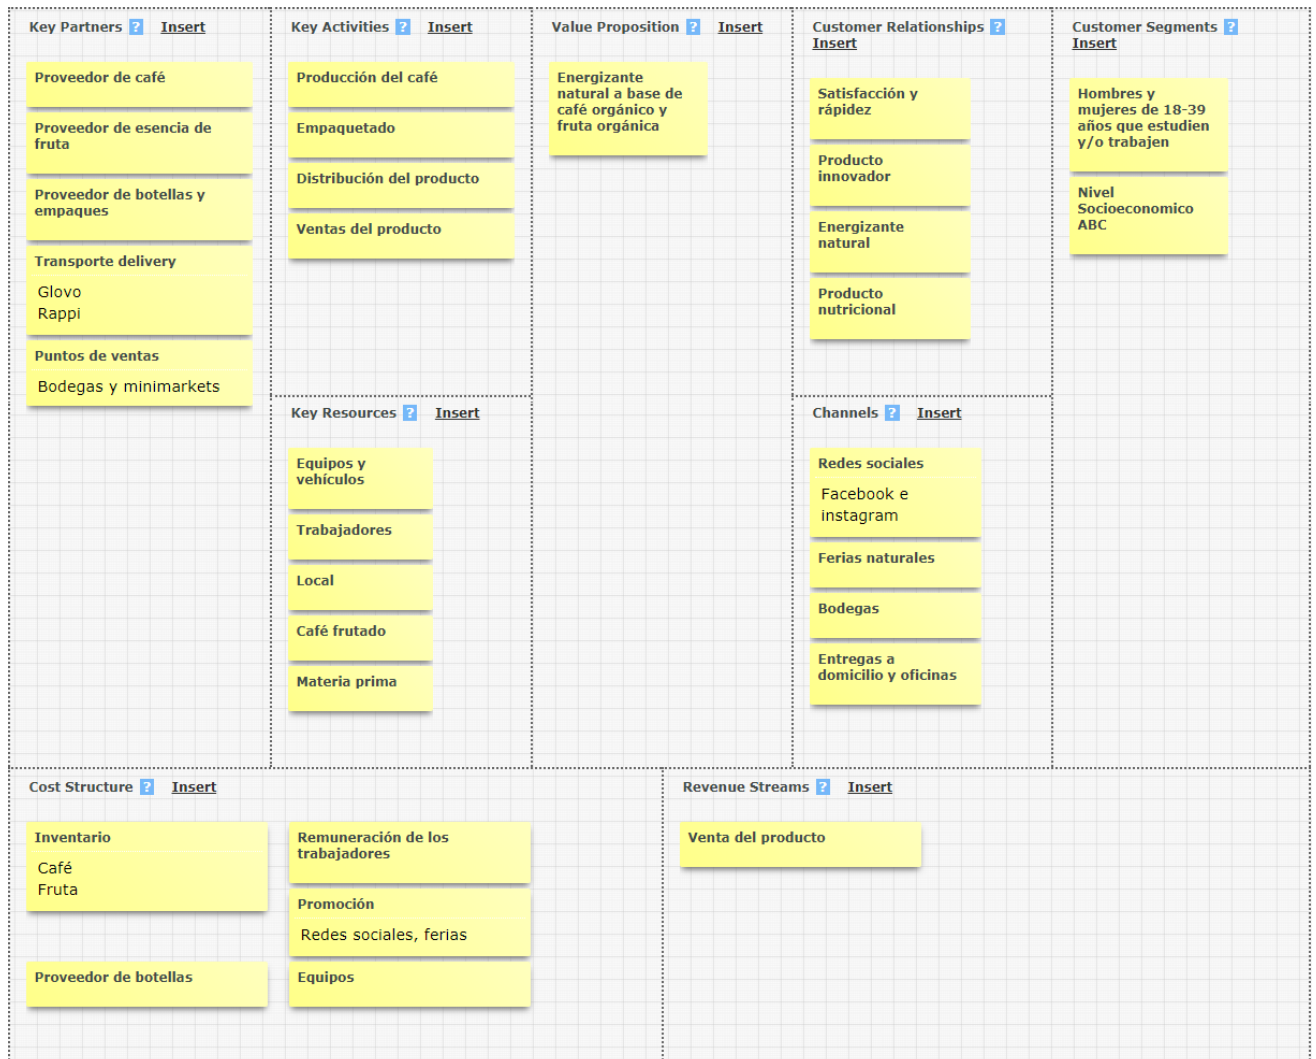 Key Partners ? Insert
Proveedor de café
Proveedor de esencia de
fruta
Proveedor de botellas y
empaques
Transporte delivery
Glovo
Rappi
Puntos de ventas
Bodegas y minimarkets
Key Activities ? Insert
Producción del café
Empaquetado
Distribución del producto
Ventas del producto
Key Resources ? Insert
Equipos y
vehículos
Trabajadores
Local
Café frutado
Materia prima
Value Proposition ? Insert
Energizante
natural a base de
café orgánico y
fruta orgánica
Customer Relationships ?
Insert
Satisfacción y
rápidez
Producto
innovador
Energizante
natural
Producto
nutricional
Channels ? Insert
Redes sociales
Facebook e
instagram
Ferias naturales
Bodegas
Entregas a
domicilio y oficinas
Customer Segments ?
Insert
Hombres y
mujeres de 18-39
años que estudien
y/o trabajen
Nivel
Socioeconomico
ABC
Cost Structure ? Insert
Inventario
Café
Fruta
Proveedor de botellas
Remuneración de los
trabajadores
Promoción
Redes sociales, ferias
Equipos
Revenue Streams ? Insert
Venta del producto